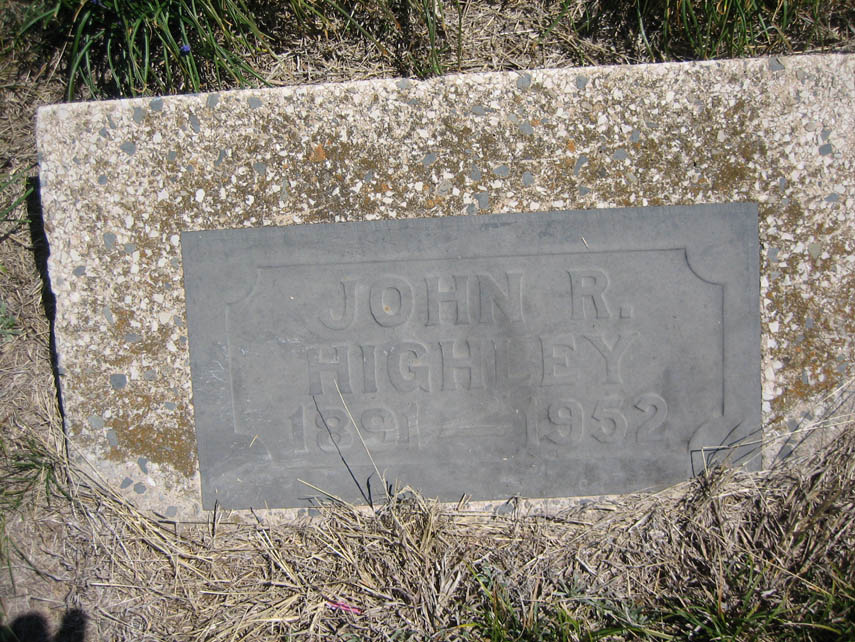 JOHN R.
HIGHLEY
1891 — 1952